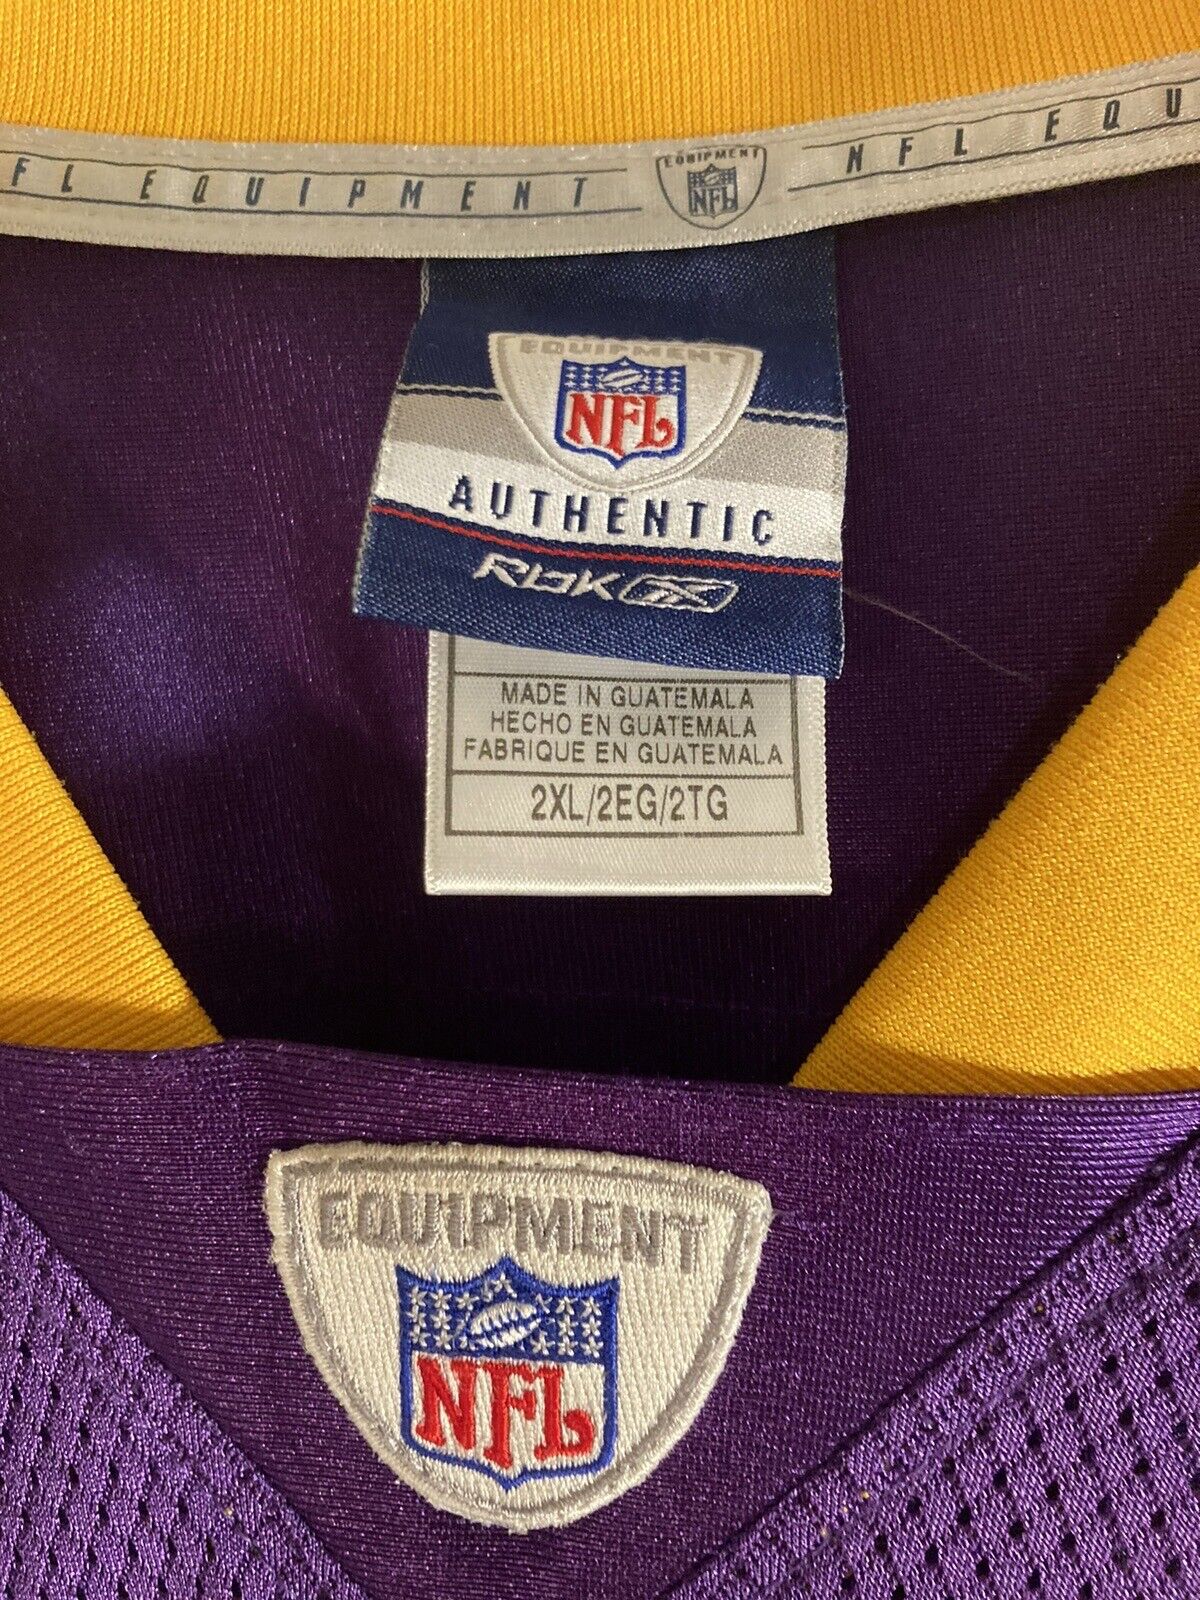 FL EQUIPMENT
EQUIPMENT
NFL
NFL EQU
EQUIPMENT
NFL
AUTHENTIC
RBK
MADE IN GUATEMALA
HECHO EN GUATEMALA
FABRIQUE EN GUATEMALA
2XL/2EG/2TG
EQUIPMENT
NFL